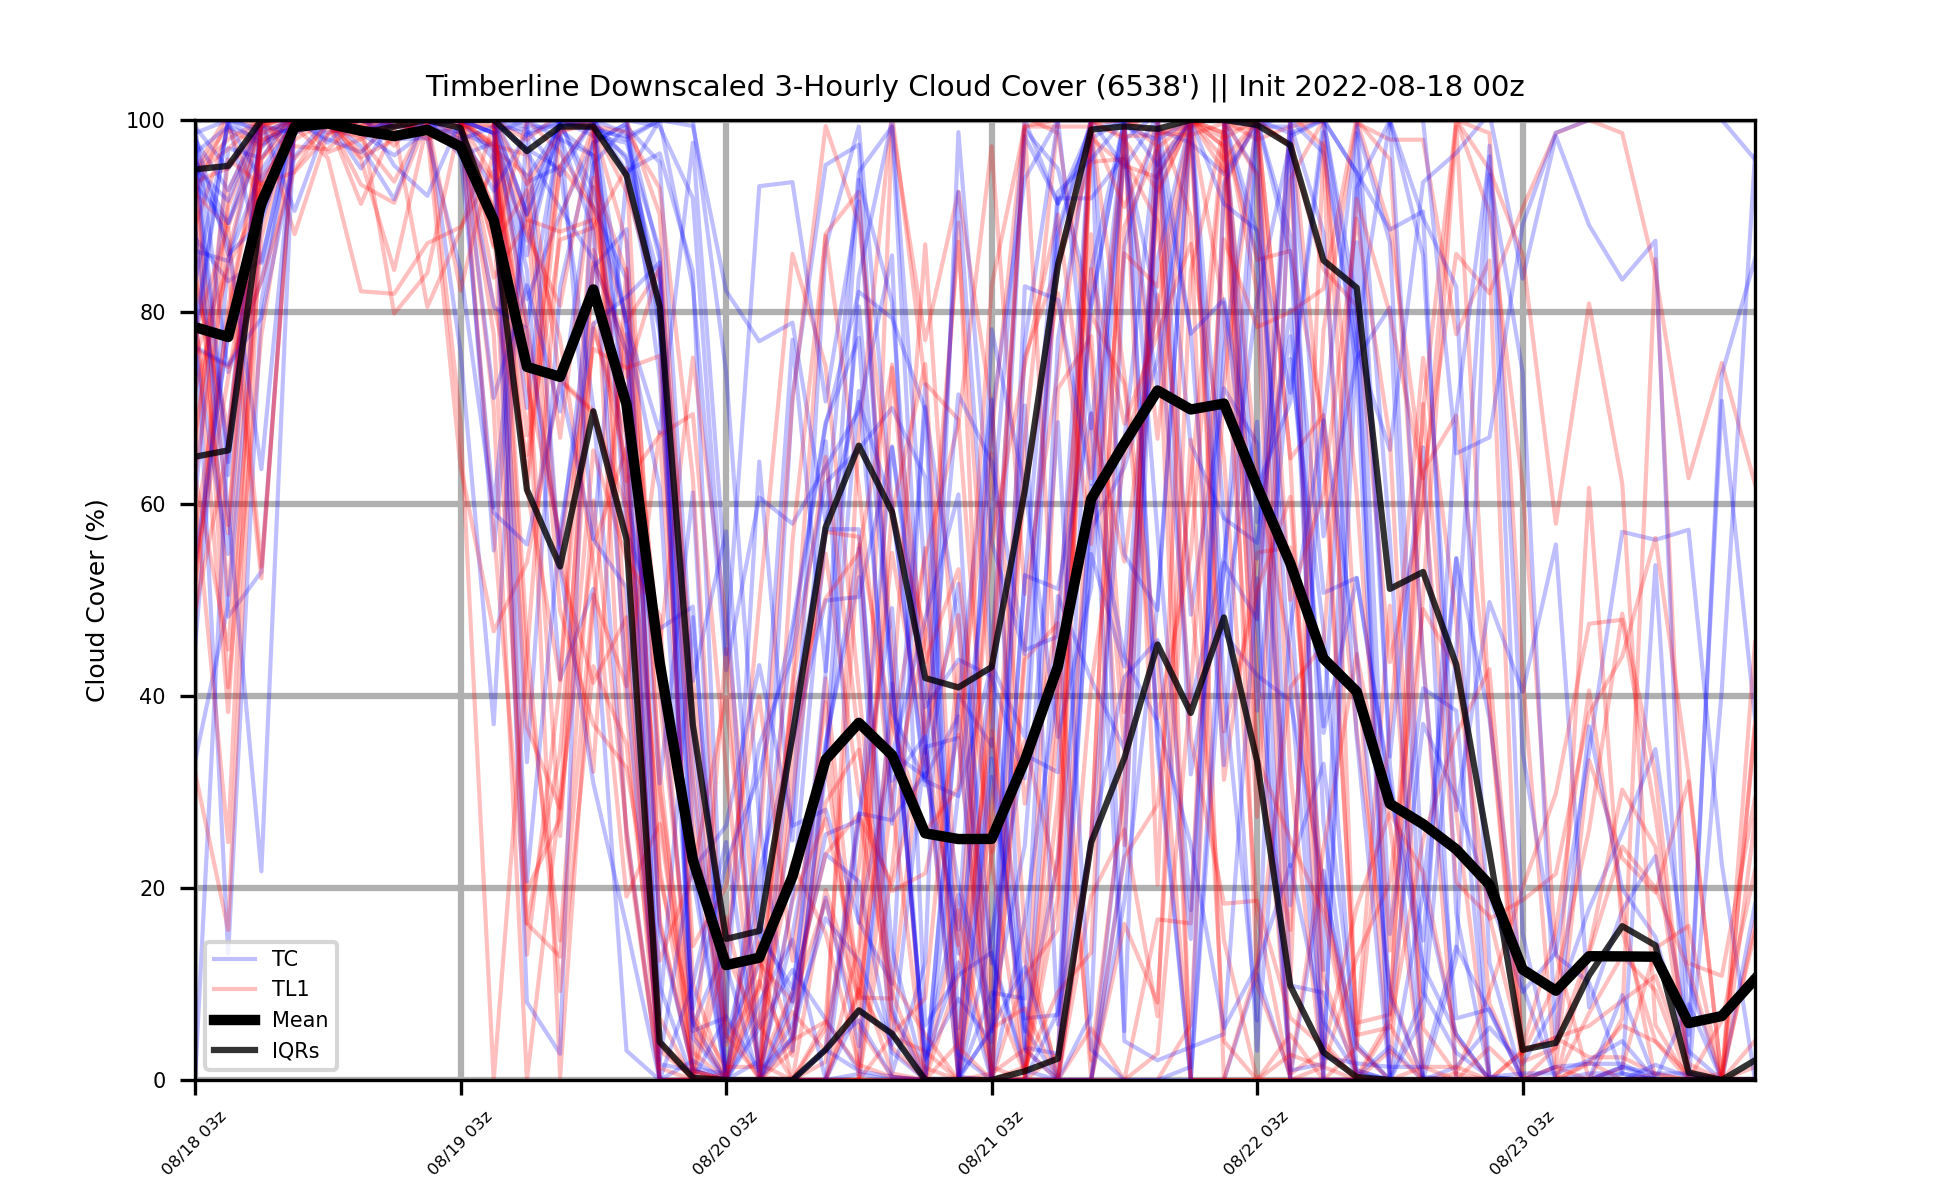 Timberline Downscaled 3-Hourly Cloud Cover (6538') || Init 2022-08-18 00z
Cloud Cover (%)
100
80
60
40
20
0
TC
TL1
Mean
IQRs
08/18 03z
08/19 03z
08/20 03z
08/21 03z
08/22 03z
08/23 03z